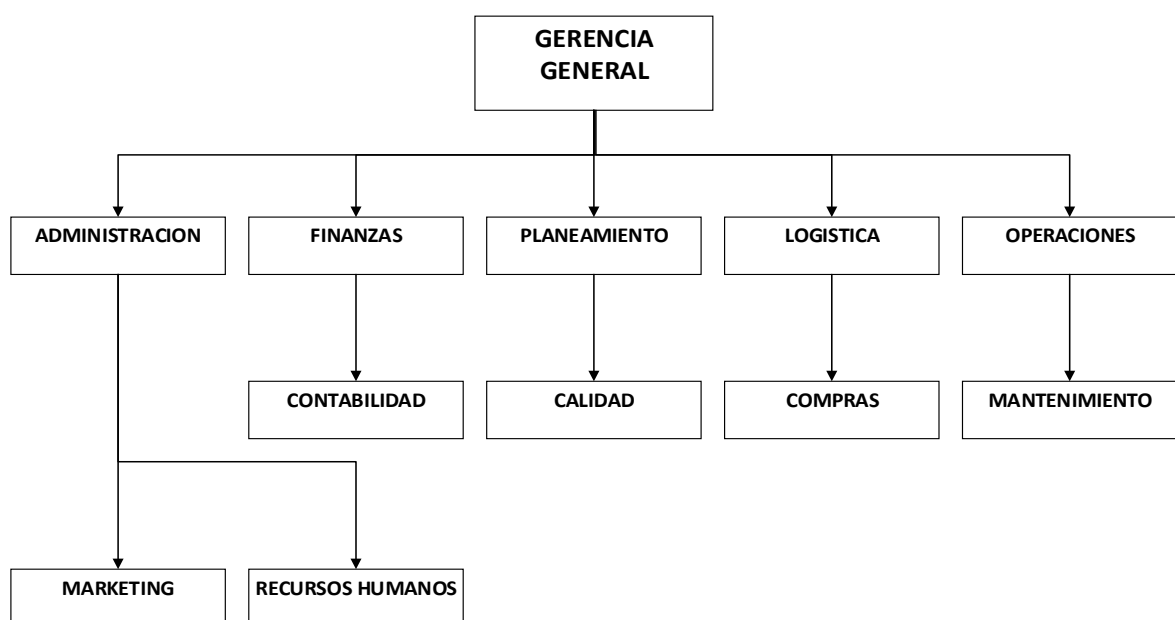 GERENCIA
GENERAL
ADMINISTRACION
FINANZAS
PLANEAMIENTO
LOGISTICA
OPERACIONES
CONTABILIDAD
CALIDAD
COMPRAS
MANTENIMIENTO
MARKETING
RECURSOS HUMANOS